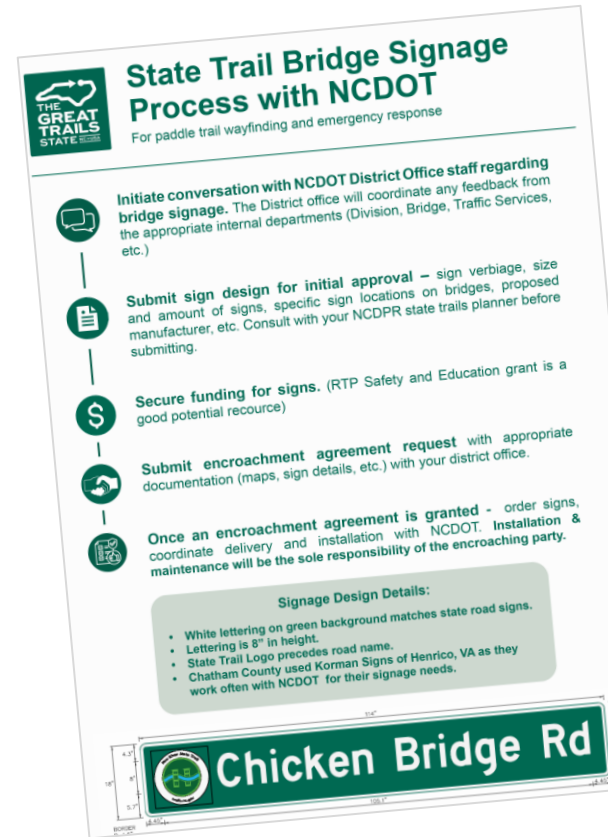 THE
GREAT
TRAILS
STATE
State Trail Bridge Signage
Process with NCDOT
For paddle trail wayfinding and emergency response
Initiate conversation with NCDOT District Office staff regarding
bridge signage. The District office will coordinate any feedback from
the appropriate internal departments (Division, Bridge, Traffic Services,
etc.)
Submit sign design for initial approval – sign verbiage, size
and amount of signs, specific sign locations on bridges, proposed
manufacturer, etc. Consult with your NCDPR state trails planner before
submitting.
$
Secure funding for signs. (RTP Safety and Education grant is a
good potential recource)
Submit encroachment agreement request with appropriate
documentation (maps, sign details, etc.) with your district office.
Once an encroachment agreement is granted - order signs,
coordinate delivery and installation with NCDOT. Installation &
maintenance will be the sole responsibility of the encroaching party.
Signage Design Details:
• White lettering on green background matches state road signs.
• Lettering is 8" in height.
• State Trail Logo precedes road name.
• Chatham County used Korman Signs of Henrico, VA as they
work often with NCDOT for their signage needs.
4.3"
18"
8"
5.7"
Chicken Bridge Rd
BORDER